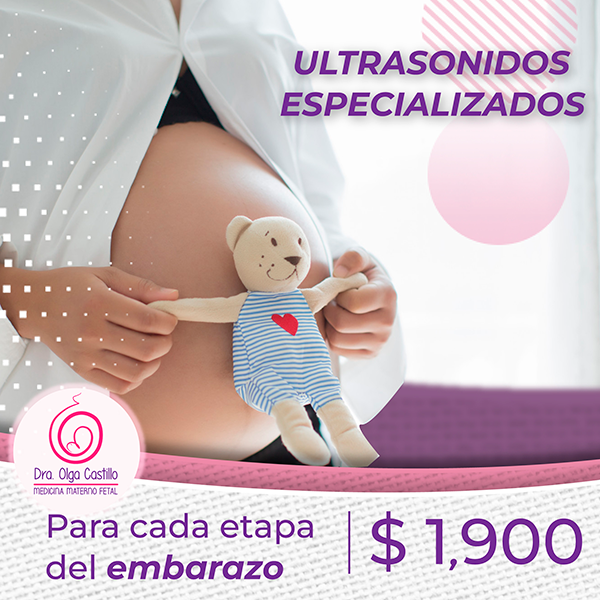 ULTRASONIDOS
ESPECIALIZADOS
Dra. Olga Castillo
MEDICINA MATERNO FETAL
Para cada etapa
del embarazo
$ 1,900